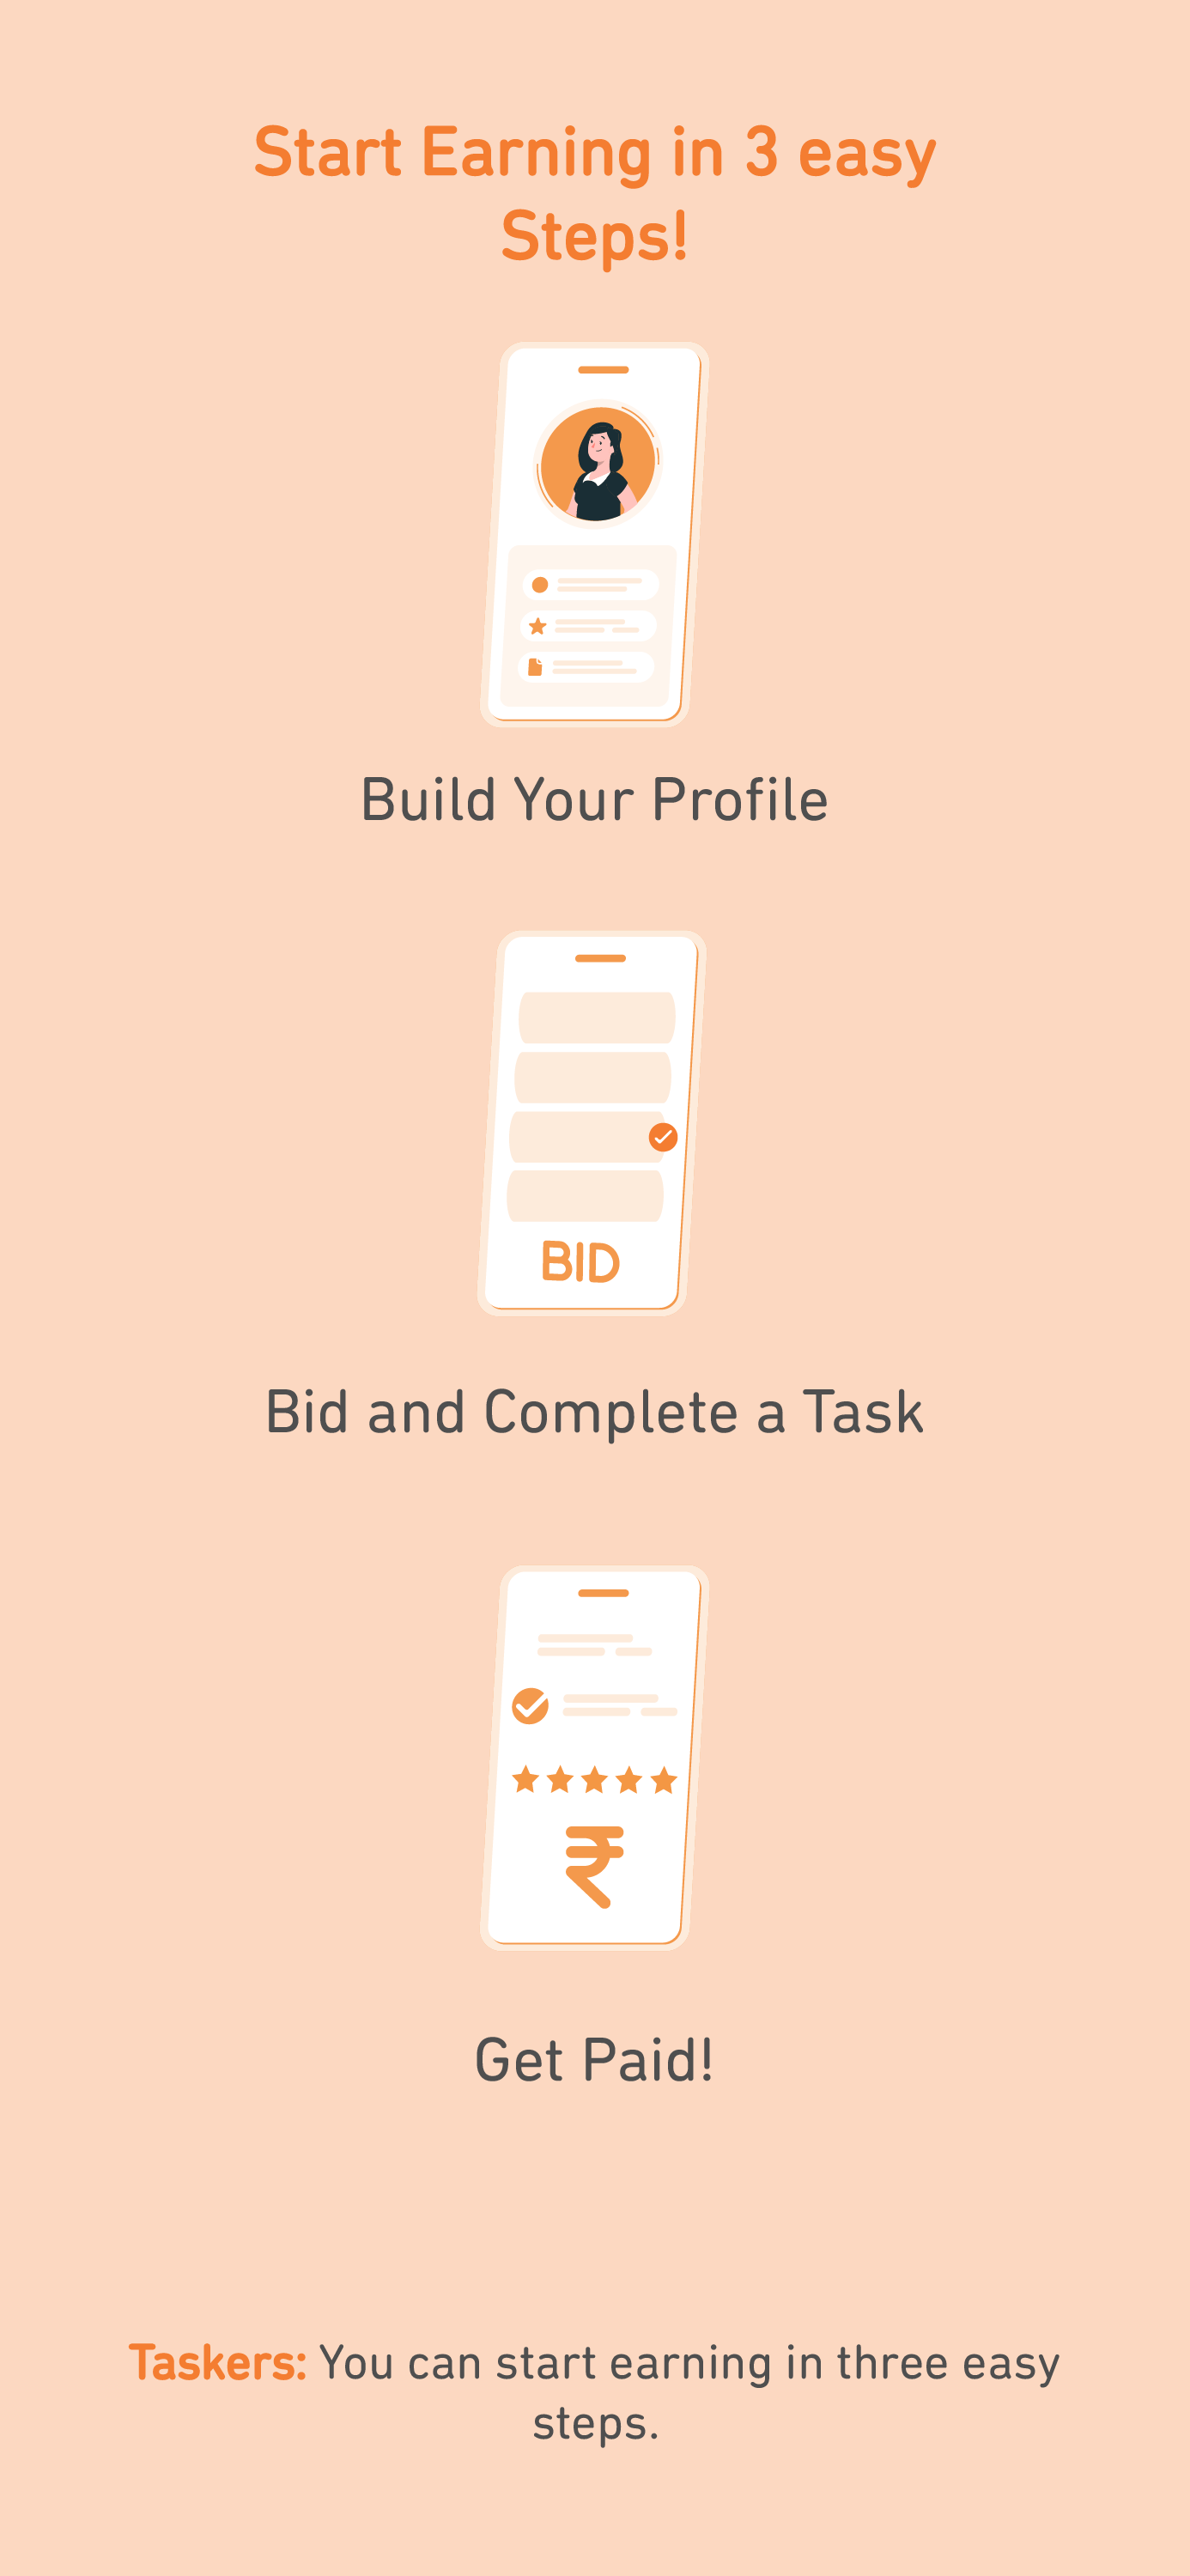 Start Earning in 3 easy
Steps!
Build Your Profile
BID
Bid and Complete a Task
₹
Get Paid!
Taskers: You can start earning in three easy
steps.